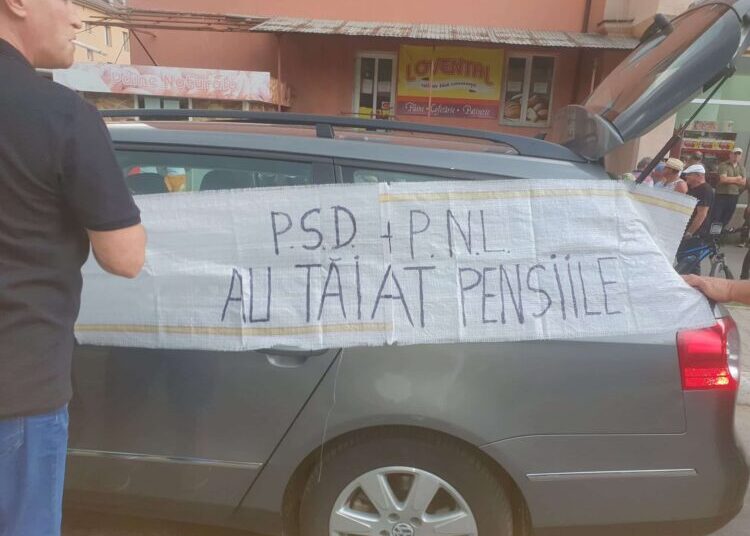 LOVENTAL
P.S.D. + P.N.L.
AU TĂIAT PENSIILE